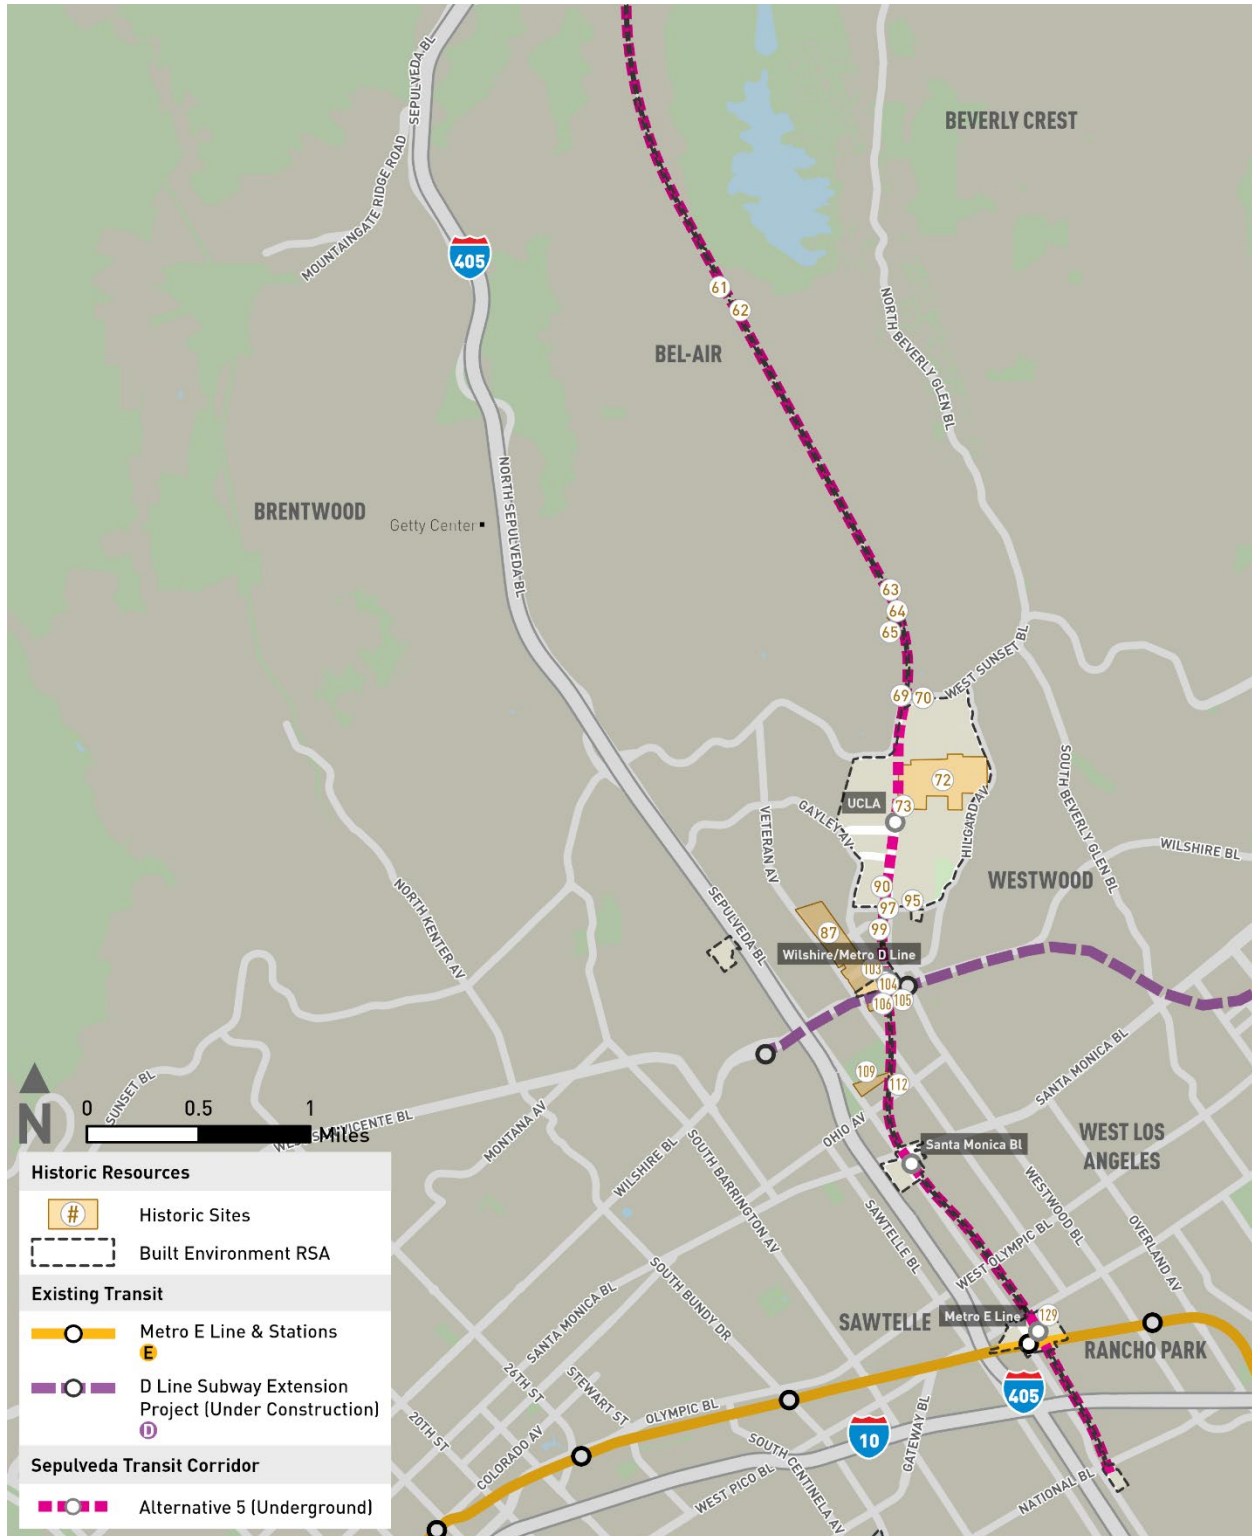 SEPULVEDA BL
BEVERLY CREST
MOUNTAINGATE RIDGE ROAD
405
61
62
NORTH BEVERLY GLEN BL
BEL-AIR
NORTH SEPULVEDA BL
BRENTWOOD
Getty Center
63
64
65
WEST SUNSET BL
69
70
72
SOUTH BEVERLY GLEN BL
UCLA
73
VETERAN AV
GAYLEY AV
HILGARD AV
WILSHIRE BL
WESTWOOD
90
95
97
NORTH KENTER AV
SEPULVEDA BL
87
99
Wilshire/Metro D Line
103
104
105
106
SANTA MONICA BL
109
112
N
0 0.5 1
Miles
SUNSET BL
MONTANA AV
OHIO AV
WILSHIRE BL
SOUTH BARRINGTON AV
Santa Monica Bl
WEST LOS
ANGELES
SAWTELLE BL
WESTWOOD BL
OVERLAND AV
WEST OLYMPIC BL
SOUTH BUNDY DR
SANTA MONICA BL
SAWTELLE
Metro E Line
129
RANCHO PARK
26TH ST
STEWART ST
20TH ST
COLORADO AV
OLYMPIC BL
405
10
GATEWAY BL
WEST PICO BL
SOUTH CENTINELA AV
NATIONAL BL
Historic Resources
# Historic Sites
Built Environment RSA
Existing Transit
Metro E Line & Stations
E
D Line Subway Extension
Project (Under Construction)
D
Sepulveda Transit Corridor
Alternative 5 (Underground)